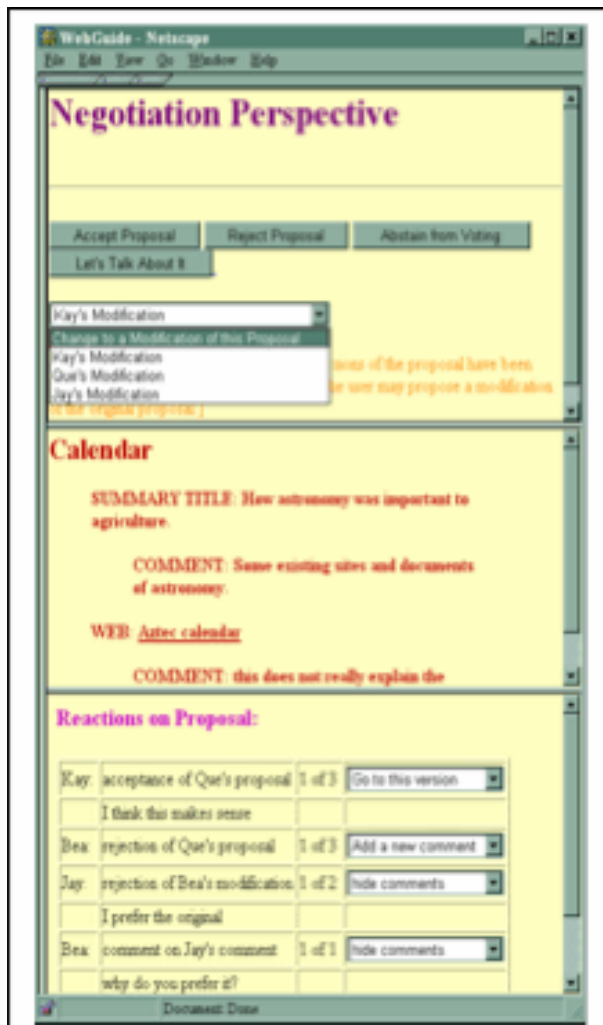 WebGuide - Netscape
File Edit View Go Window Help
Negotiation Perspective
Accept Proposal Reject Proposal Abstain from Voting
Let's Talk About It
Kay's Modification
Change to a Modification of this Proposal
Kay's Modification
Que's Modification
Jay's Modification
of the proposal have been
user may propose a modification
of the original proposal.]
Calendar
SUMMARY TITLE: How astronomy was important to
agriculture.
COMMENT: Some existing sites and documents
of astronomy.
WEB: Aztec calendar
COMMENT: this does not really explain the
Reactions on Proposal:
Kay: acceptance of Que's proposal 1 of 3 Go to this version
I think this makes sense
Bea: rejection of Que's proposal 1 of 3 Add a new comment
Jay: rejection of Bea's modification 1 of 2 hide comments
I prefer the original
Bea: comment on Jay's comment 1 of 1 hide comments
why do you prefer it?
Document: Done